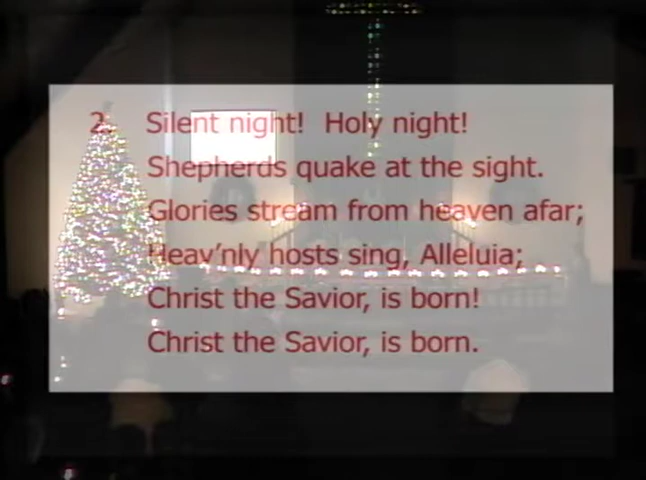 2. Silent night! Holy night!
Shepherds quake at the sight.
Glories stream from heaven afar;
Heav'nly hosts sing, Alleluia;
Christ the Savior, is born!
Christ the Savior, is born.